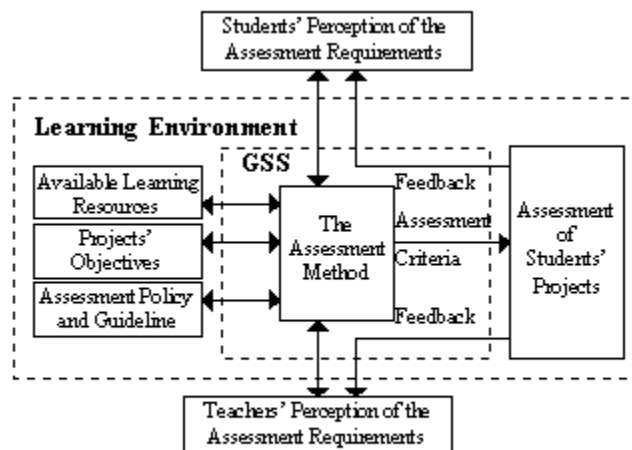 Students' Perception of the
Assessment Requirements
Learning Environment
GSS
Available Learning
Resources
Projects'
Objectives
Assessment Policy
and Guideline
The
Assessment
Method
Feedback
Assessment
Criteria
Feedback
Assessment
of
Students'
Projects
Teachers' Perception of the
Assessment Requirements